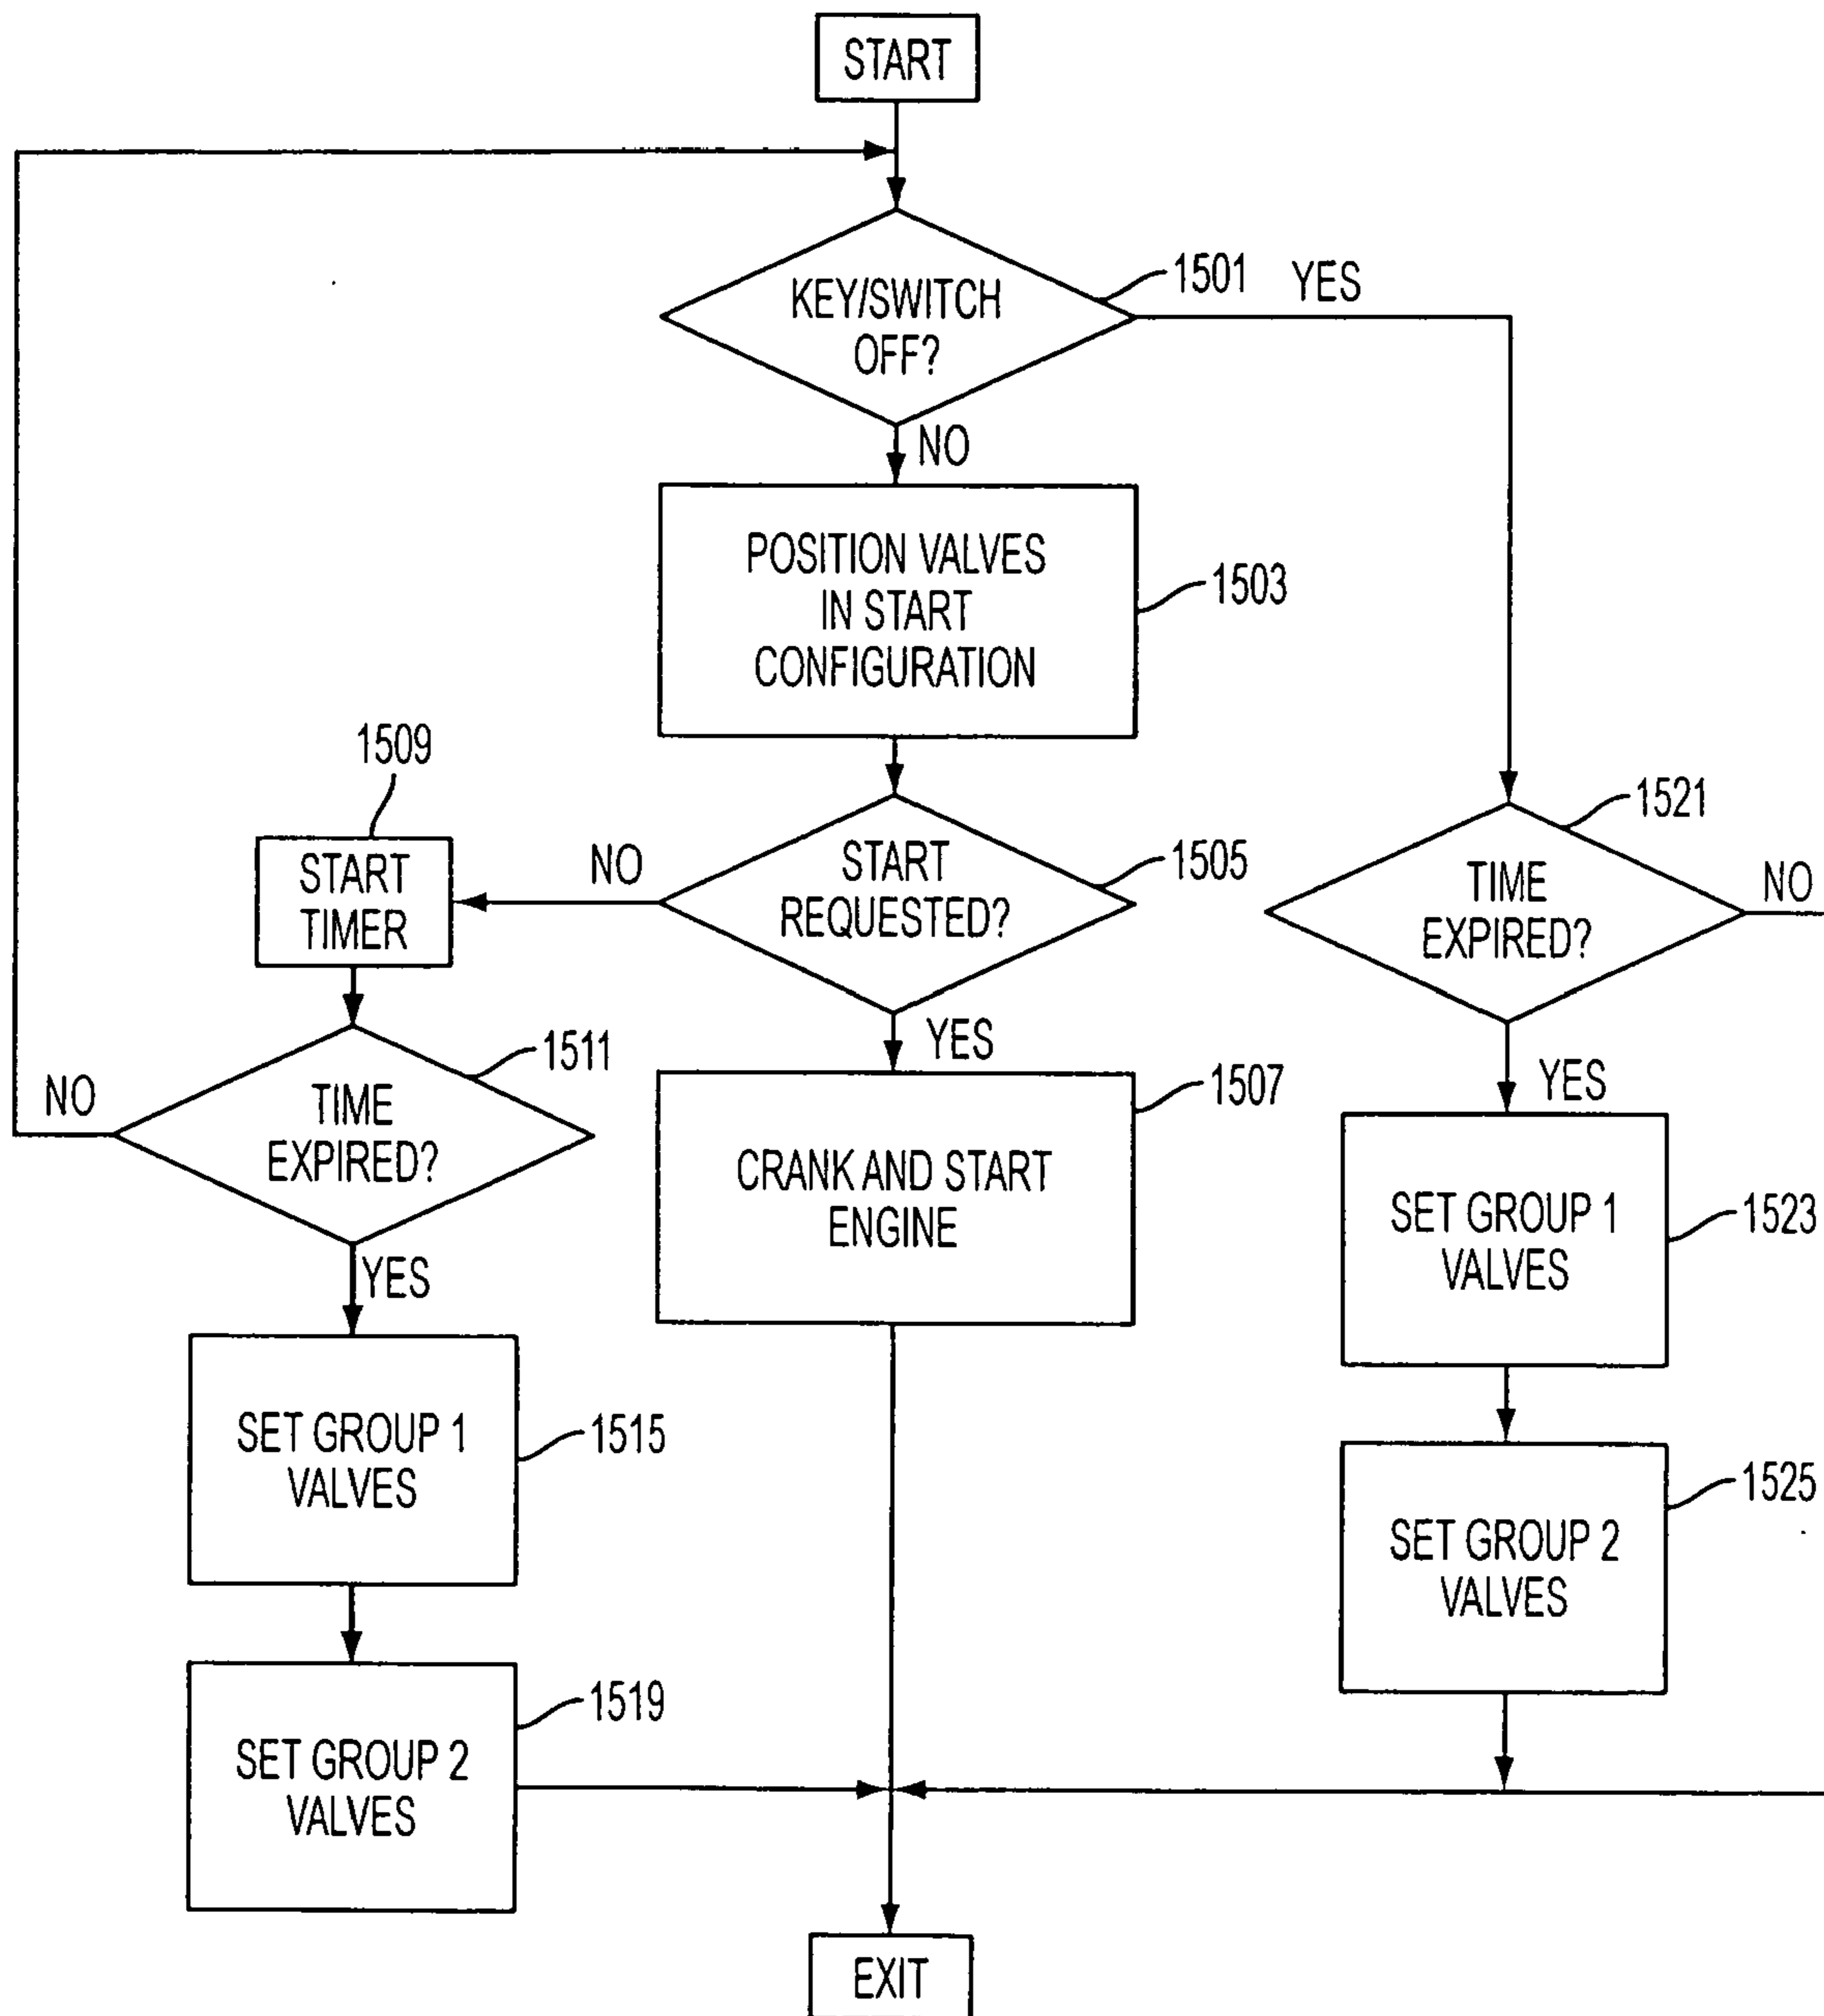 START
KEY/SWITCH
OFF?
1501
YES
NO
POSITION VALVES
IN START
CONFIGURATION
1503
1509
START
TIMER
NO
START
REQUESTED?
1505
1521
TIME
EXPIRED?
NO
YES
1511
TIME
EXPIRED?
NO
YES
CRANK AND START
ENGINE
1507
YES
SET GROUP 1
VALVES
1523
SET GROUP 1
VALVES
1515
SET GROUP 2
VALVES
1525
SET GROUP 2
VALVES
1519
EXIT